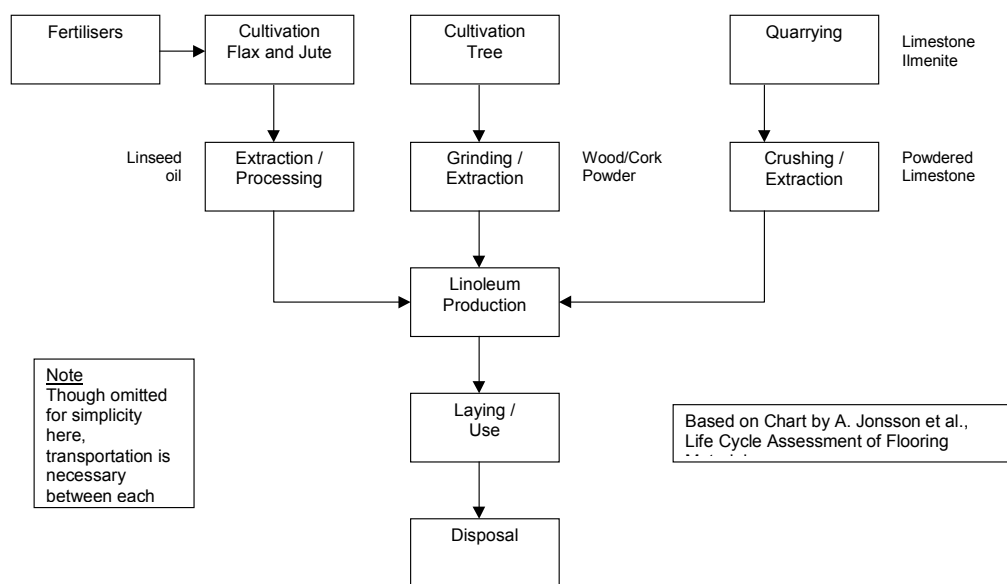 Fertilisers
Cultivation
Flax and Jute
Cultivation
Tree
Quarrying
Limestone
Ilmenite
Linseed
oil
Extraction /
Processing
Grinding /
Extraction
Wood/Cork
Powder
Crushing /
Extraction
Powdered
Limestone
Linoleum
Production
Note
Though omitted
for simplicity
here,
transportation is
necessary
between each
Laying /
Use
Based on Chart by A. Jonsson et al.,
Life Cycle Assessment of Flooring
Disposal